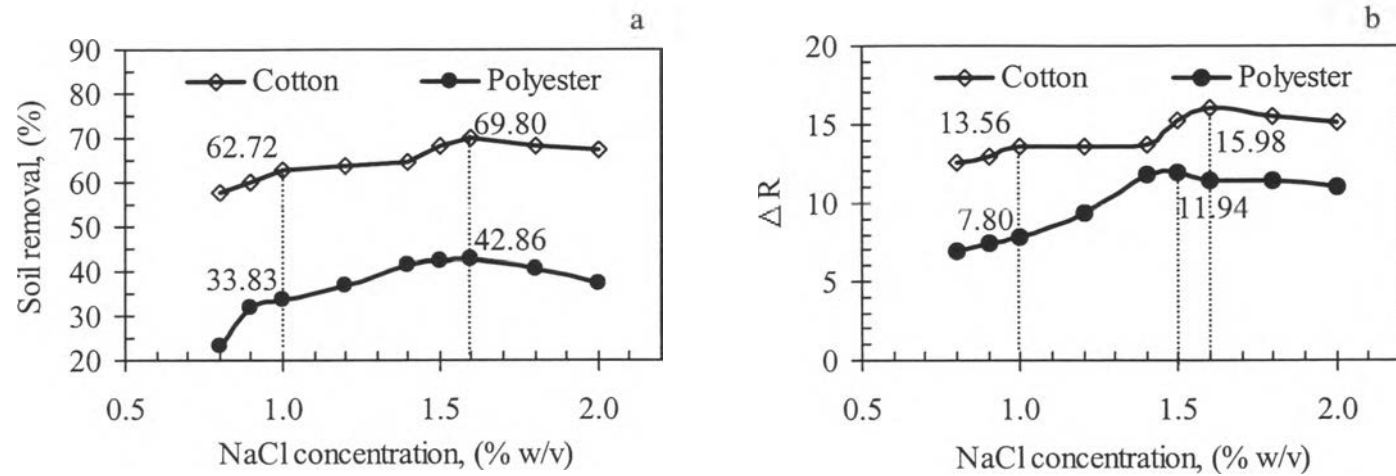 a
Soil removal, (%)
90
80
70
60
50
40
30
20
Cotton
Polyester
62.72
69.80
33.83
42.86
0.5
1.0
1.5
2.0
NaCl concentration, (% w/v)
b
Δ R
20
15
10
5
0
Cotton
Polyester
13.56
15.98
7.80
11.94
0.5
1.0
1.5
2.0
NaCl concentration, (% w/v)